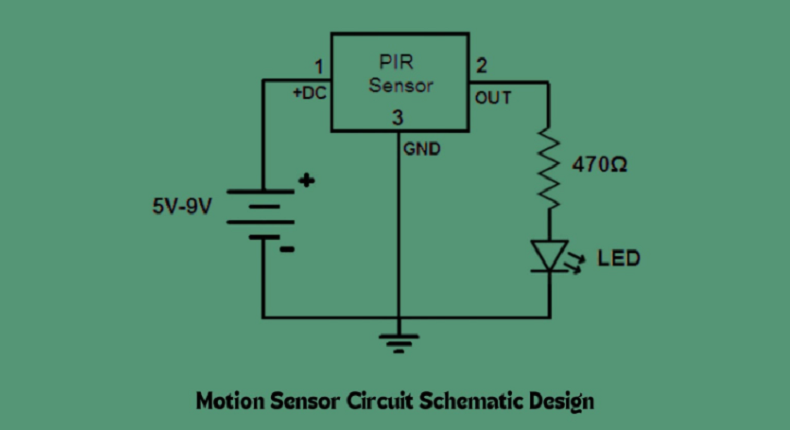 PIR
Sensor
1
+DC
2
OUT
3
GND
470Ω
5V-9V
+
-
LED
Motion Sensor Circuit Schematic Design